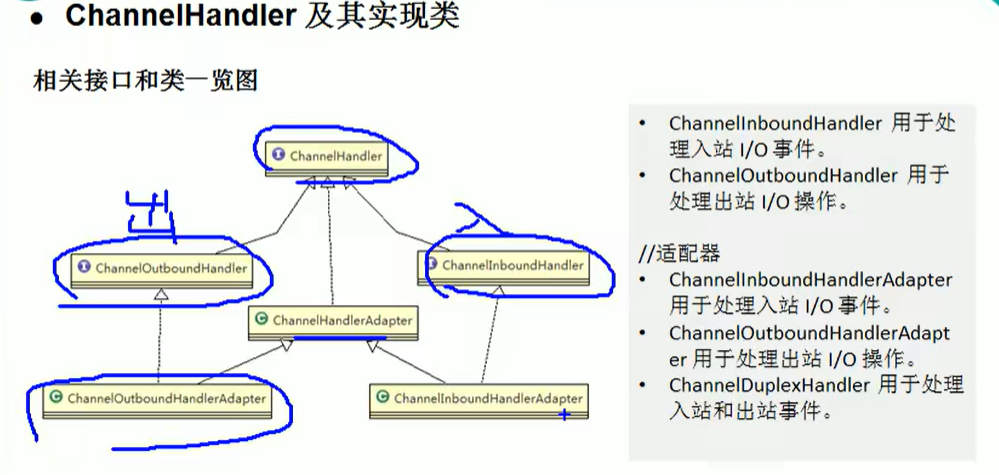 ● ChannelHandler 及其实现类
相关接口和类一览图
ChannelHandler
出
入
ChannelOutboundHandler
ChannelInboundHandler
ChannelHandlerAdapter
ChannelOutboundHandlerAdapter
ChannelInboundHandlerAdapter
• ChannelInboundHandler 用于处
理入站 I/O 事件。
• ChannelOutboundHandler 用于
处理出站 I/O 操作。
//适配器
• ChannelInboundHandlerAdapter
用于处理入站 I/O 事件。
• ChannelOutboundHandlerAdapt
er 用于处理出站 I/O 操作。
• ChannelDuplexHandler 用于处理
入站和出站事件。